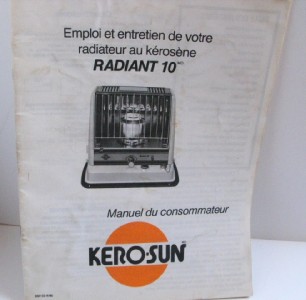 Emploi et entretien de votre
radiateur au kérosène
RADIANT 10
Manuel du consommateur
KERO-SUN